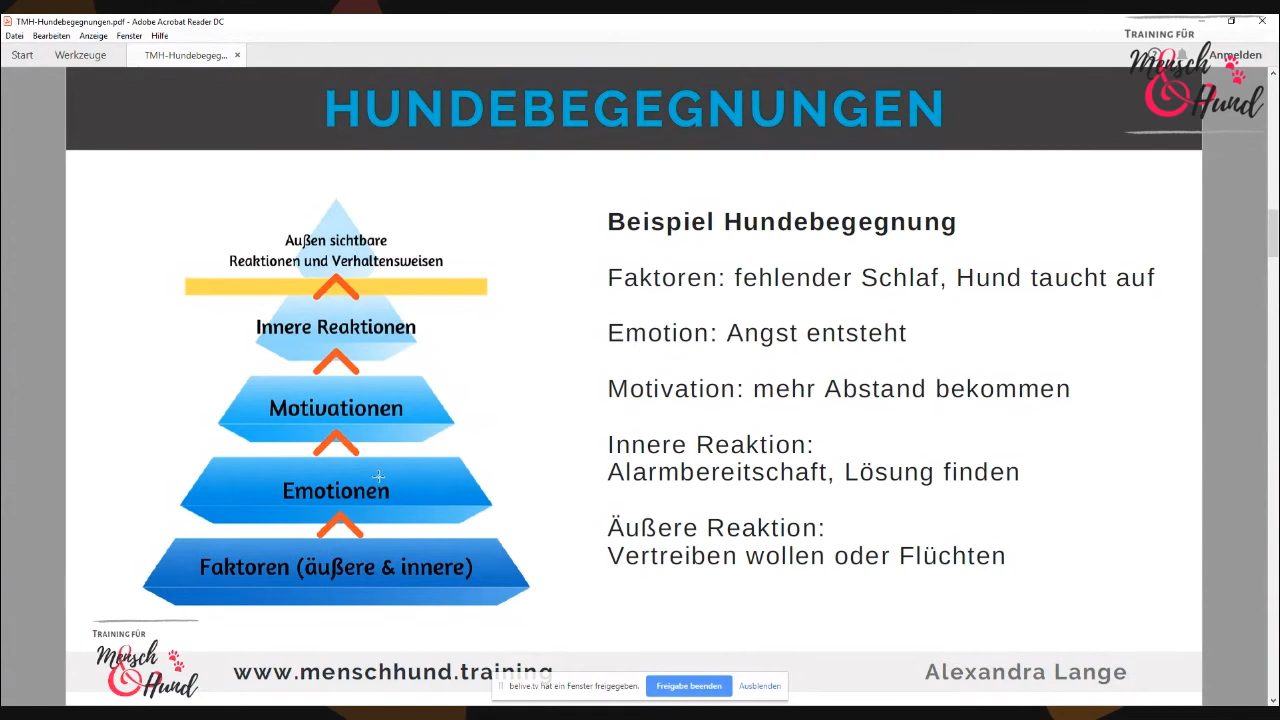 TMH-Hundebegegnungen.pdf - Adobe Acrobat Reader DC
Datei Bearbeiten Anzeige Fenster Hilfe
Start Werkzeuge TMH-Hundebegeg... × Anmelden
TRAINING FÜR
Mensch
& Hund
HUNDEBEGEGNUNGEN
Außen sichtbare
Reaktionen und Verhaltensweisen
Innere Reaktionen
Motivationen
Emotionen
Faktoren (äußere & innere)
Beispiel Hundebegegnung
Faktoren: fehlender Schlaf, Hund taucht auf
Emotion: Angst entsteht
Motivation: mehr Abstand bekommen
Innere Reaktion:
Alarmbereitschaft, Lösung finden
Äußere Reaktion:
Vertreiben wollen oder Flüchten
TRAINING FÜR
Mensch
& Hund
www.menschhund.training
Alexandra Lange
belive.tv hat ein Fenster freigegeben. Freigabe beenden Ausblenden